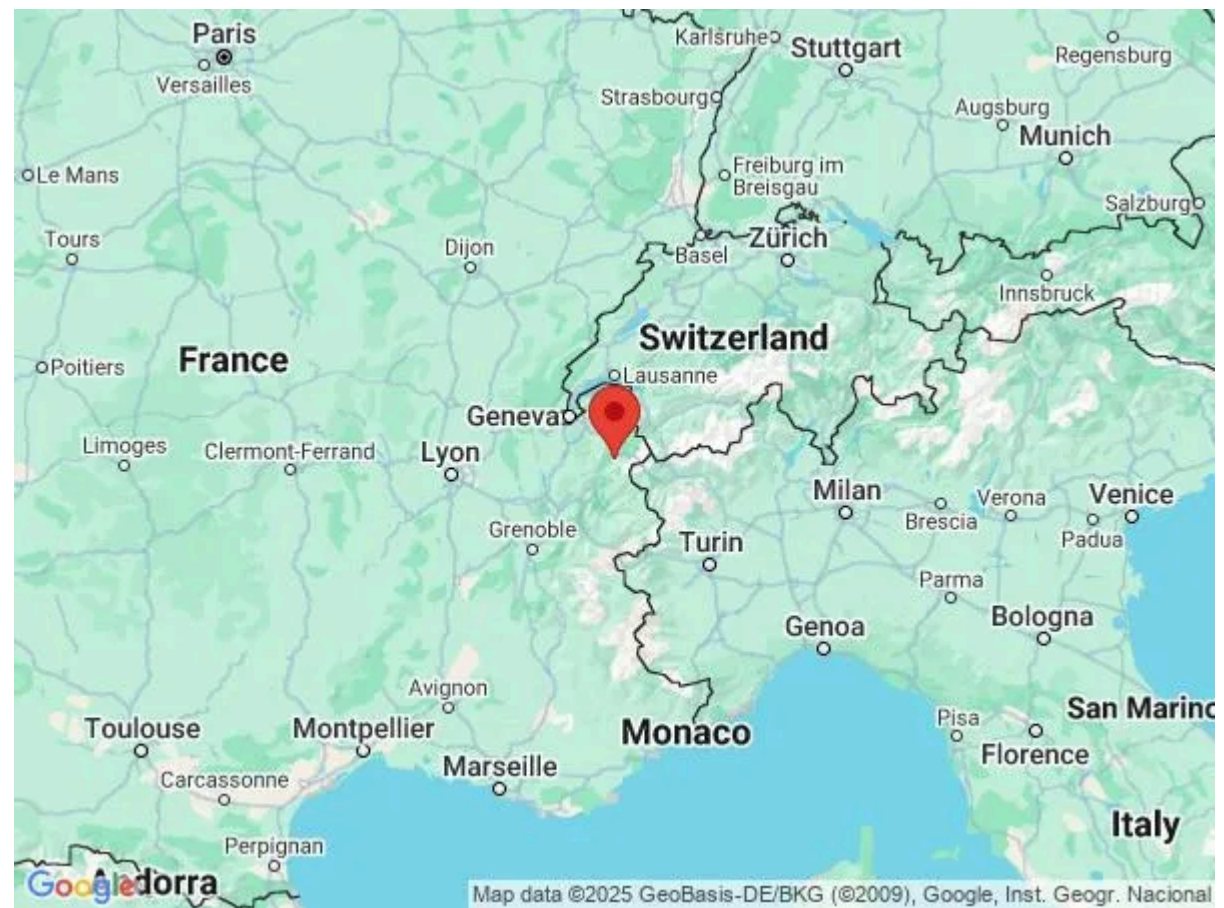 Paris
Versailles
Karlsruhe
Stuttgart
Regensburg
Strasbourg
Augsburg
Munich
Le Mans
Freiburg im
Breisgau
Salzburg
Tours
Dijon
Basel
Zürich
Innsbruck
Switzerland
France
Poitiers
Lausanne
Geneva
Limoges
Clermont-Ferrand
Lyon
Milan
Verona
Venice
Brescia
Padua
Grenoble
Turin
Parma
Genoa
Bologna
Avignon
Pisa
San Marino
Toulouse
Montpellier
Monaco
Florence
Marseille
Carcassonne
Italy
Perpignan
Andorra
Google
Map data ©2025 GeoBasis-DE/BKG (©2009), Google, Inst. Geogr. Nacional